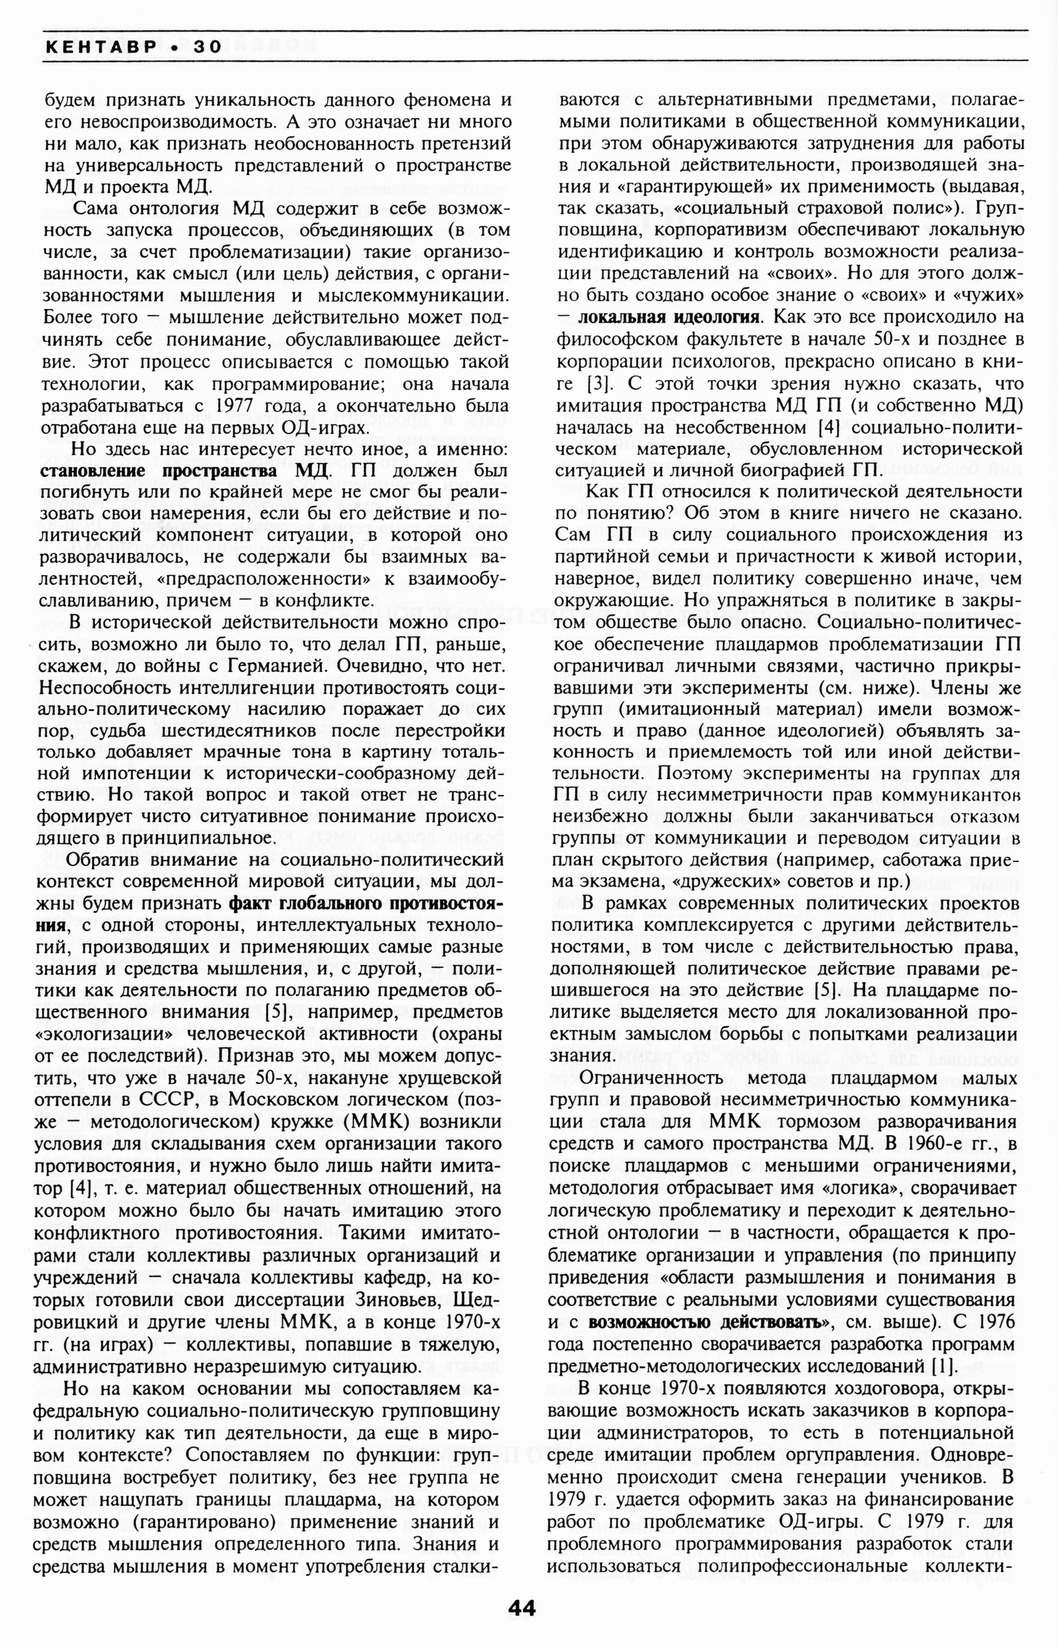 КЕНТАВР • 30
будем признать уникальность данного феномена и
его невоспроизводимость. А это означает ни много
ни мало, как признать необоснованность претензий
на универсальность представлений о пространстве
МД и проекта МД.
Сама онтология МД содержит в себе возмож-
ность запуска процессов, объединяющих (в том
числе, за счет проблематизации) такие организо-
ванности, как смысл (или цель) действия, с органи-
зованностями мышления и мыслекоммуникации.
Более того — мышление действительно может под-
чинять себе понимание, обуславливающее дейст-
вие. Этот процесс описывается с помощью такой
технологии, как программирование; она начала
разрабатываться с 1977 года, а окончательно была
отработана еще на первых ОД-играх.
Но здесь нас интересует нечто иное, а именно:
становление пространства МД. ГП должен был
погибнуть или по крайней мере не смог бы реали-
зовать свои намерения, если бы его действие и по-
литический компонент ситуации, в которой оно
разворачивалось, не содержали бы взаимных ва-
лентностей, «предрасположенности» к взаимообу-
славливанию, причем — в конфликте.
В исторической действительности можно спро-
сить, возможно ли было то, что делал ГП, раньше,
скажем, до войны с Германией. Очевидно, что нет.
Неспособность интеллигенции противостоять соци-
ально-политическому насилию поражает до сих
пор, судьба шестидесятников после перестройки
только добавляет мрачные тона в картину тоталь-
ной импотенции к исторически-сообразному дей-
ствию. Но такой вопрос и такой ответ не транс-
формирует чисто ситуативное понимание происхо-
дящего в принципиальное.
Обратив внимание на социально-политический
контекст современной мировой ситуации, мы дол-
жны будем признать факт глобального противостоя-
ния, с одной стороны, интеллектуальных техноло-
гий, производящих и применяющих самые разные
знания и средства мышления, и, с другой, — поли-
тики как деятельности по полаганию предметов об-
щественного внимания [5], например, предметов
«экологизации» человеческой активности (охраны
от ее последствий). Признав это, мы можем допус-
тить, что уже в начале 50-х, накануне хрущевской
оттепели в СССР, в Московском логическом (поз-
же — методологическом) кружке (ММК) возникли
условия для складывания схем организации такого
противостояния, и нужно было лишь найти имита-
тор [4], т. е. материал общественных отношений, на
котором можно было бы начать имитацию этого
конфликтного противостояния. Такими имитато-
рами стали коллективы различных организаций и
учреждений — сначала коллективы кафедр, на ко-
торых готовили свои диссертации Зиновьев, Щед-
ровицкий и другие члены ММК, а в конце 1970-х
гг. (на играх) — коллективы, попавшие в тяжелую,
административно неразрешимую ситуацию.
Но на каком основании мы сопоставляем ка-
федральную социально-политическую групповщину
и политику как тип деятельности, да еще в миро-
вом контексте? Сопоставляем по функции: груп-
повщина востребует политику, без нее группа не
может нащупать границы плацдарма, на котором
возможно (гарантировано) применение знаний и
средств мышления определенного типа. Знания и
средства мышления в момент употребления сталки-
ваются с альтернативными предметами, полагае-
мыми политиками в общественной коммуникации,
при этом обнаруживаются затруднения для работы
в локальной действительности, производящей зна-
ния и «гарантирующей» их применимость (выдавая,
так сказать, «социальный страховой полис»). Груп-
повщина, корпоративизм обеспечивают локальную
идентификацию и контроль возможности реализа-
ции представлений на «своих». Но для этого долж-
но быть создано особое знание о «своих» и «чужих»
— локальная идеология. Как это все происходило на
философском факультете в начале 50-х и позднее в
корпорации психологов, прекрасно описано в кни-
ге [3]. С этой точки зрения нужно сказать, что
имитация пространства МД ГП (и собственно МД)
началась на несобственном [4] социально-полити-
ческом материале, обусловленном исторической
ситуацией и личной биографией ГП.
Как ГП относился к политической деятельности
по понятию? Об этом в книге ничего не сказано.
Сам ГП в силу социального происхождения из
партийной семьи и причастности к живой истории,
наверное, видел политику совершенно иначе, чем
окружающие. Но упражняться в политике в закры-
том обществе было опасно. Социально-политичес-
кое обеспечение плацдармов проблематизации ГП
ограничивал личными связями, частично прикры-
вавшими эти эксперименты (см. ниже). Члены же
групп (имитационный материал) имели возмож-
ность и право (данное идеологией) объявлять за-
конность и приемлемость той или иной действи-
тельности. Поэтому эксперименты на группах для
ГП в силу несимметричности прав коммуникантов
неизбежно должны были заканчиваться отказом
группы от коммуникации и переводом ситуации в
план скрытого действия (например, саботажа прие-
ма экзамена, «дружеских» советов и пр.)
В рамках современных политических проектов
политика комплексируется с другими действитель-
ностями, в том числе с действительностью права,
дополняющей политическое действие правами ре-
шившегося на это действие [5]. На плацдарме по-
литике выделяется место для локализованной про-
ектным замыслом борьбы с попытками реализации
знания.
Ограниченность метода плацдармом малых
групп и правовой несимметричностью коммуника-
ции стала для ММК тормозом разворачивания
средств и самого пространства МД. В 1960-е гг., в
поиске плацдармов с меньшими ограничениями,
методология отбрасывает имя «логика», сворачивает
логическую проблематику и переходит к деятельно-
стной онтологии — в частности, обращается к про-
блематике организации и управления (по принципу
приведения «области размышления и понимания в
соответствие с реальными условиями существования
и с возможностью действовать», см. выше). С 1976
года постепенно сворачивается разработка программ
предметно-методологических исследований [1].
В конце 1970-х появляются хоздоговора, откры-
вающие возможность искать заказчиков в корпора-
ции администраторов, то есть в потенциальной
среде имитации проблем оргуправления. Одновре-
менно происходит смена генерации учеников. В
1979 г. удается оформить заказ на финансирование
работ по проблематике ОД-игры. С 1979 г. для
проблемного программирования разработок стали
использоваться полипрофессиональные коллекти-
44